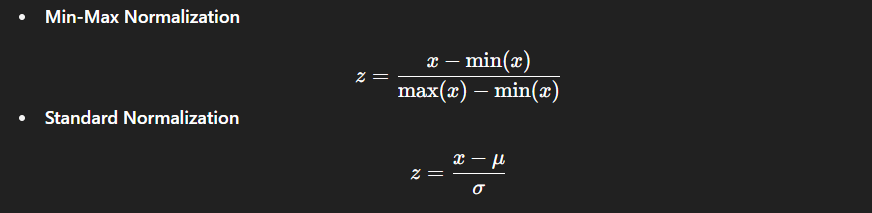 • Min-Max Normalization
z = (x − min(x)) / (max(x) − min(x))
• Standard Normalization
z = (x − μ) / σ